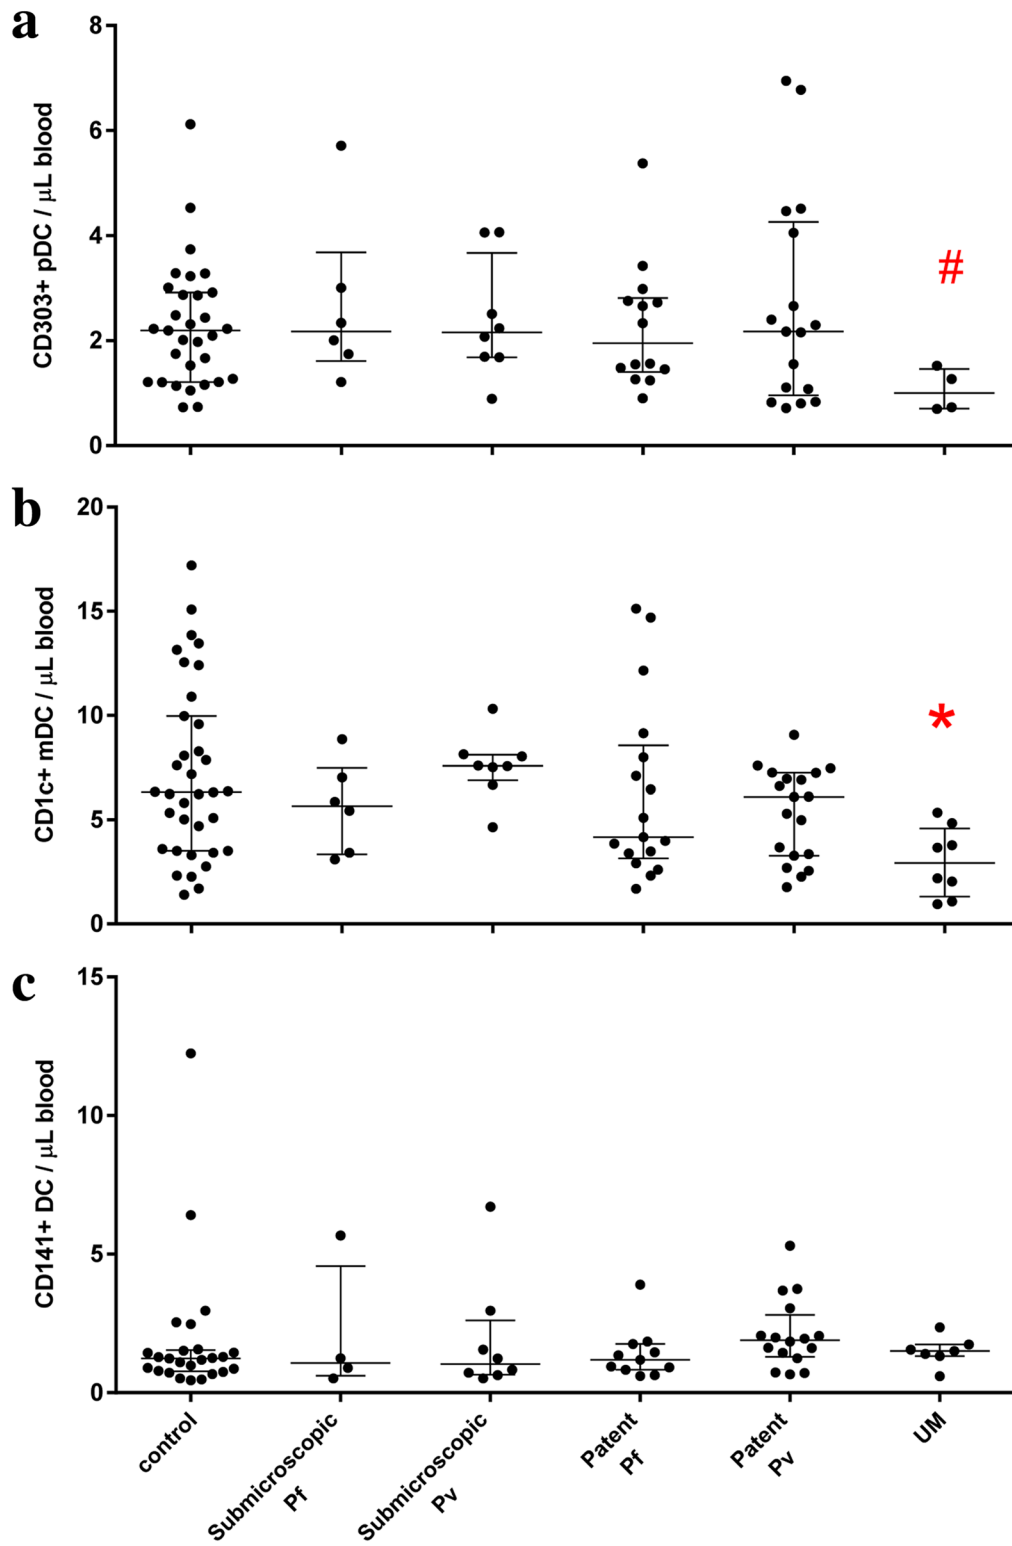 a
CD303+ pDC / µL blood
8
6
4
2
0
#
b
CD1c+ mDC / µL blood
20
15
10
5
0
*
c
CD141+ DC / µL blood
15
10
5
0
control
Submicroscopic
Pf
Submicroscopic
Pv
Patent
Pf
Patent
Pv
UM